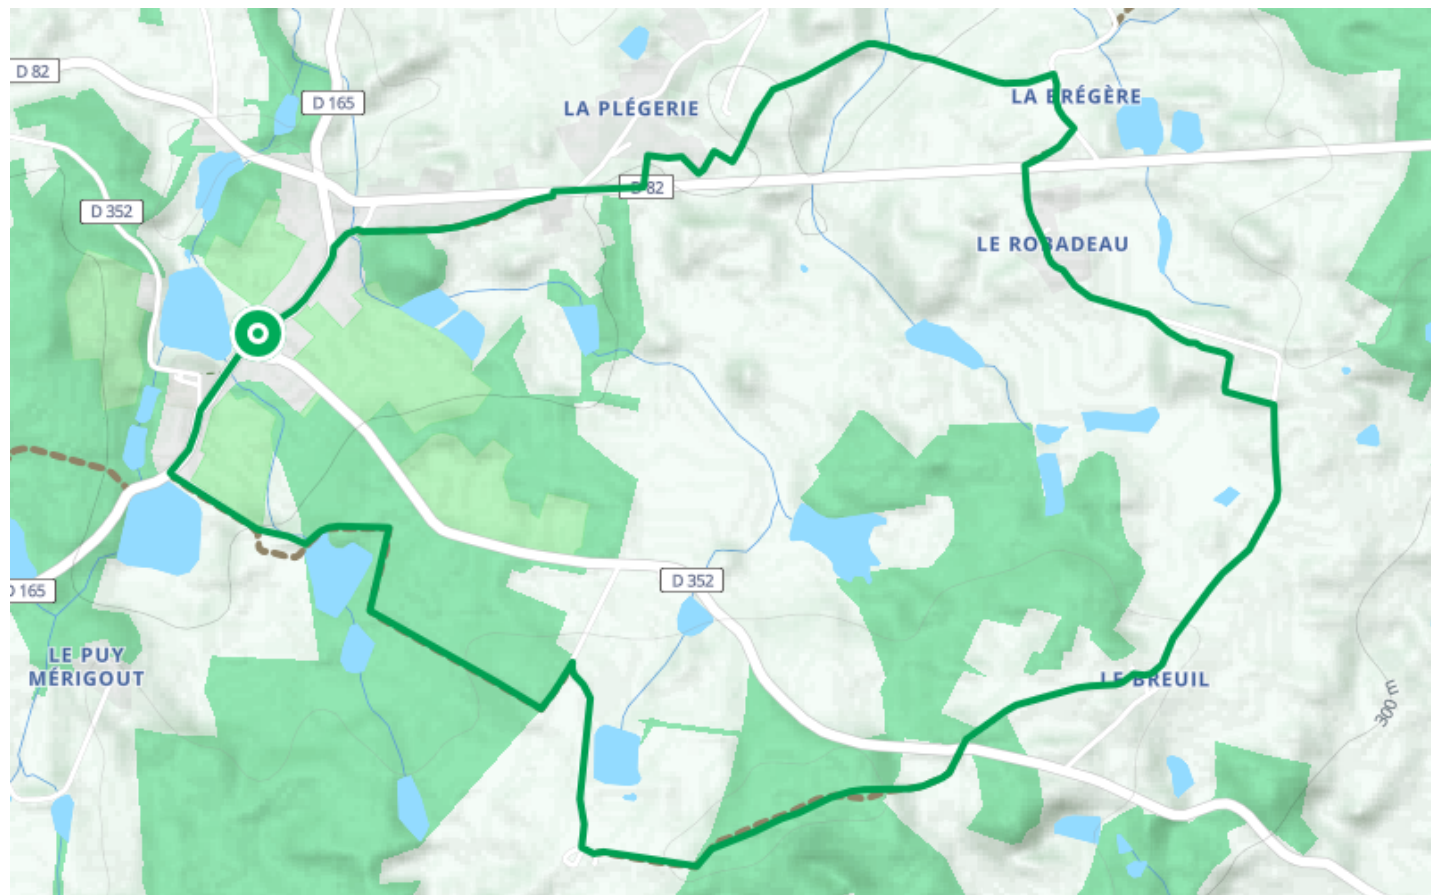 D 82
D 165
LA PLÉGERIE
LA BRÉGÈRE
D 82
D 352
LE ROBADEAU
D 352
D 165
LE PUY
MÉRIGOUT
LE BREUIL
300 m